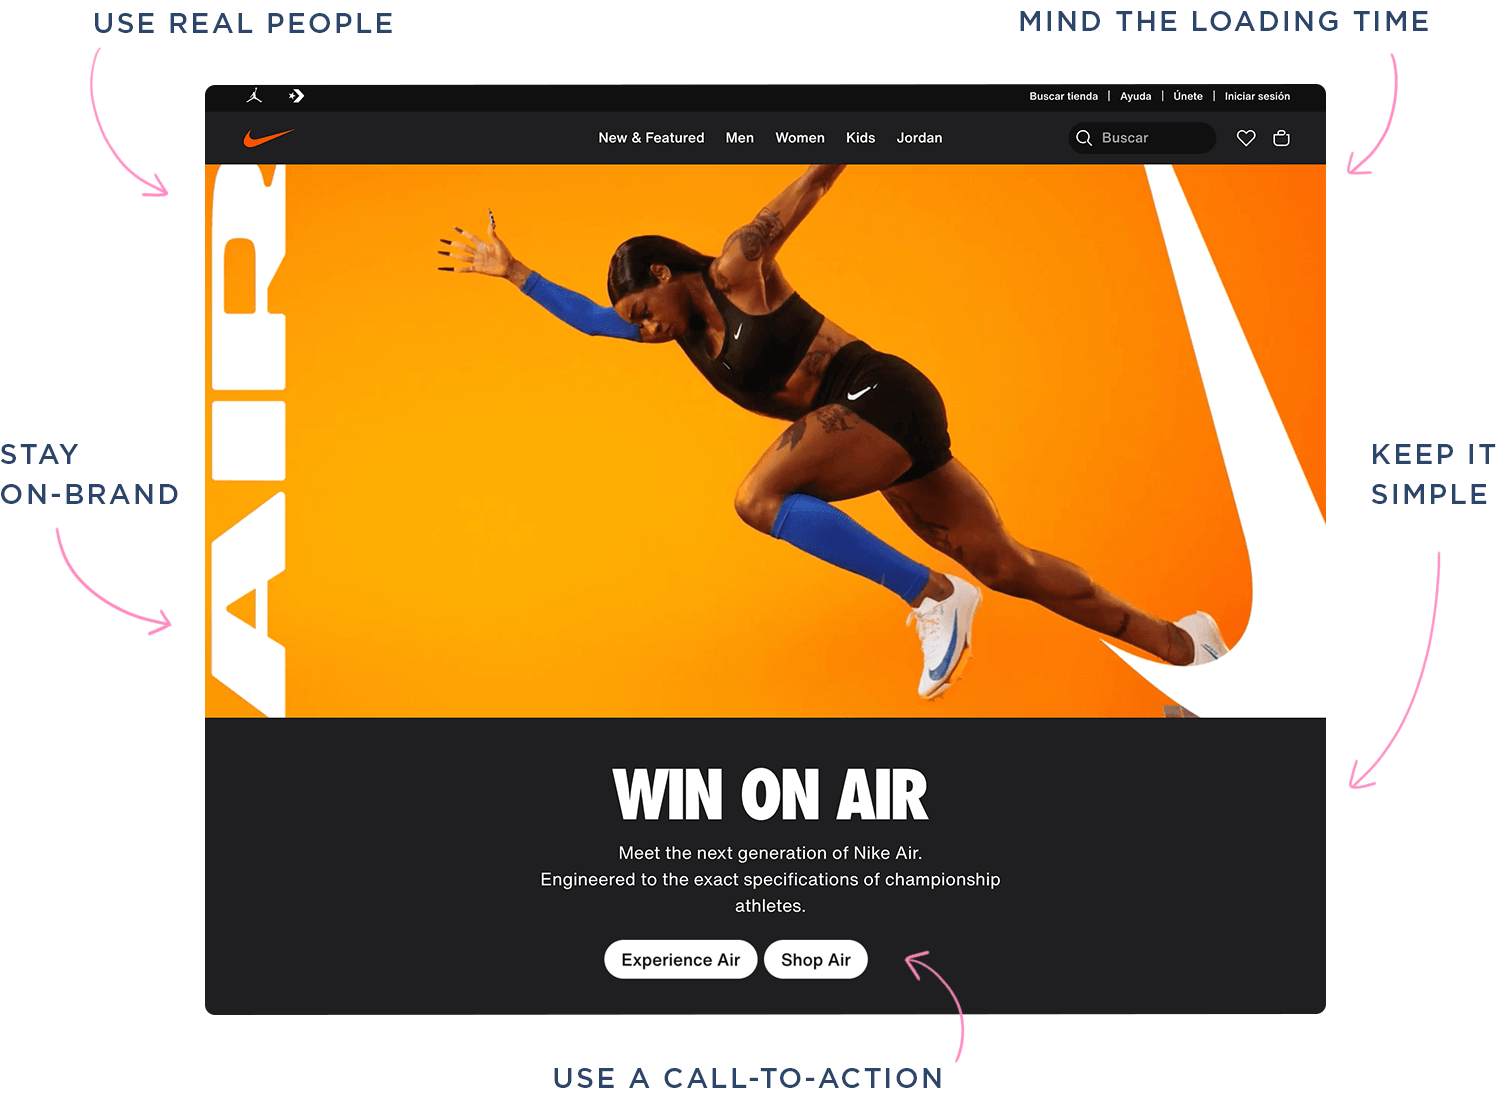 USE REAL PEOPLE
MIND THE LOADING TIME
Buscar tienda | Ayuda | Únete | Iniciar sesión
New & Featured Men Women Kids Jordan
Buscar
AIR
STAY
ON-BRAND
KEEP IT
SIMPLE
WIN ON AIR
Meet the next generation of Nike Air.
Engineered to the exact specifications of championship
athletes.
Experience Air
Shop Air
USE A CALL-TO-ACTION